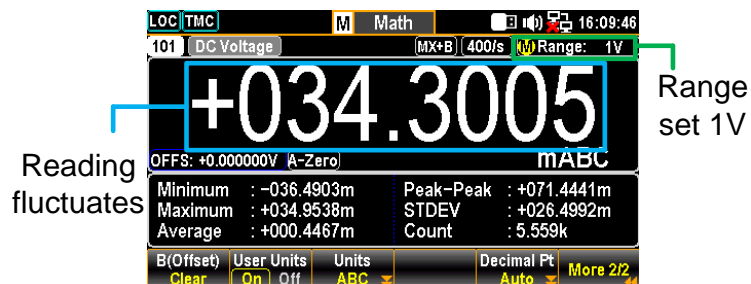 LOC TMC M Math 16:09:46
101 DC Voltage MX+B 400/s M Range: 1V
+034.3005
OFFS: +0.000000V A-Zero mABC
Minimum : -036.4903m Peak-Peak : +071.4441m
Maximum : +034.9538m STDEV : +026.4992m
Average : +000.4467m Count : 5.559k
B(Offset) User Units Units Decimal Pt More 2/2
Clear On Off ABC Auto
Range
set 1V
Reading
fluctuates